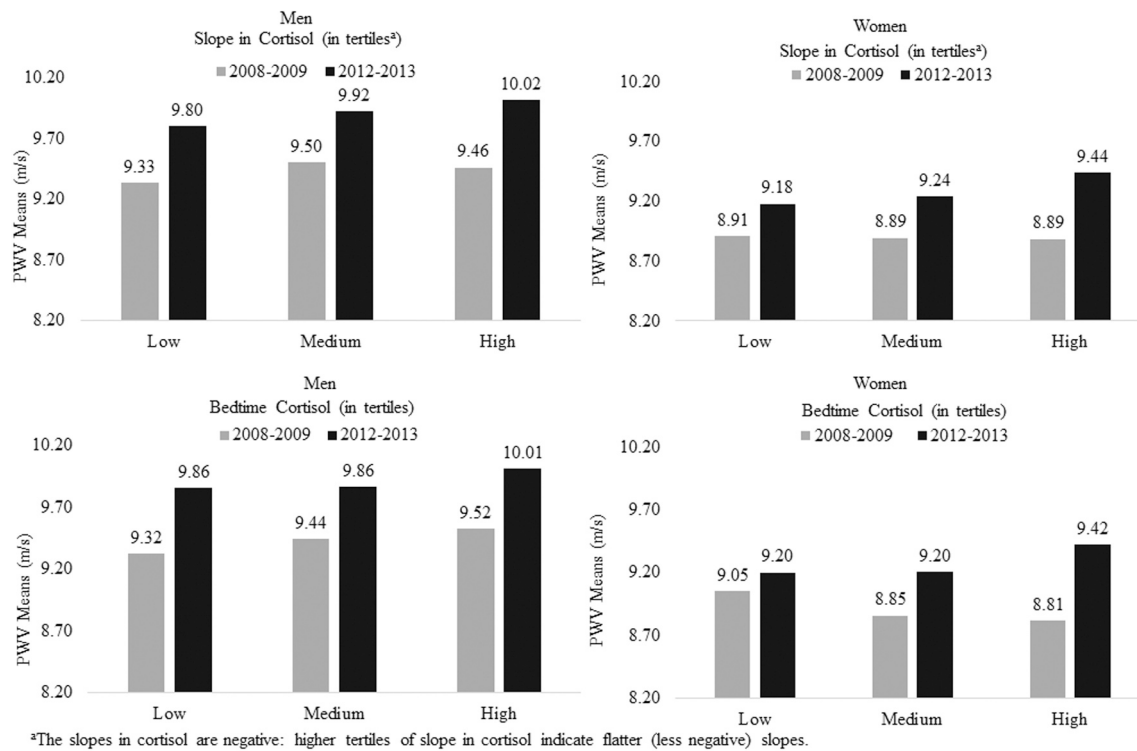 Men
Slope in Cortisol (in tertilesᵃ)
2008-2009 2012-2013
PWV Means (m/s)
10.20
9.70
9.20
8.70
8.20
9.33 9.80 9.50 9.92 9.46 10.02
Low Medium High
Women
Slope in Cortisol (in tertilesᵃ)
2008-2009 2012-2013
PWV Means (m/s)
10.20
9.70
9.20
8.70
8.20
8.91 9.18 8.89 9.24 8.89 9.44
Low Medium High
Men
Bedtime Cortisol (in tertiles)
2008-2009 2012-2013
PWV Means (m/s)
10.20
9.70
9.20
8.70
8.20
9.32 9.86 9.44 9.86 9.52 10.01
Low Medium High
Women
Bedtime Cortisol (in tertiles)
2008-2009 2012-2013
PWV Means (m/s)
10.20
9.70
9.20
8.70
8.20
9.05 9.20 8.85 9.20 8.81 9.42
Low Medium High
ᵃThe slopes in cortisol are negative: higher tertiles of slope in cortisol indicate flatter (less negative) slopes.